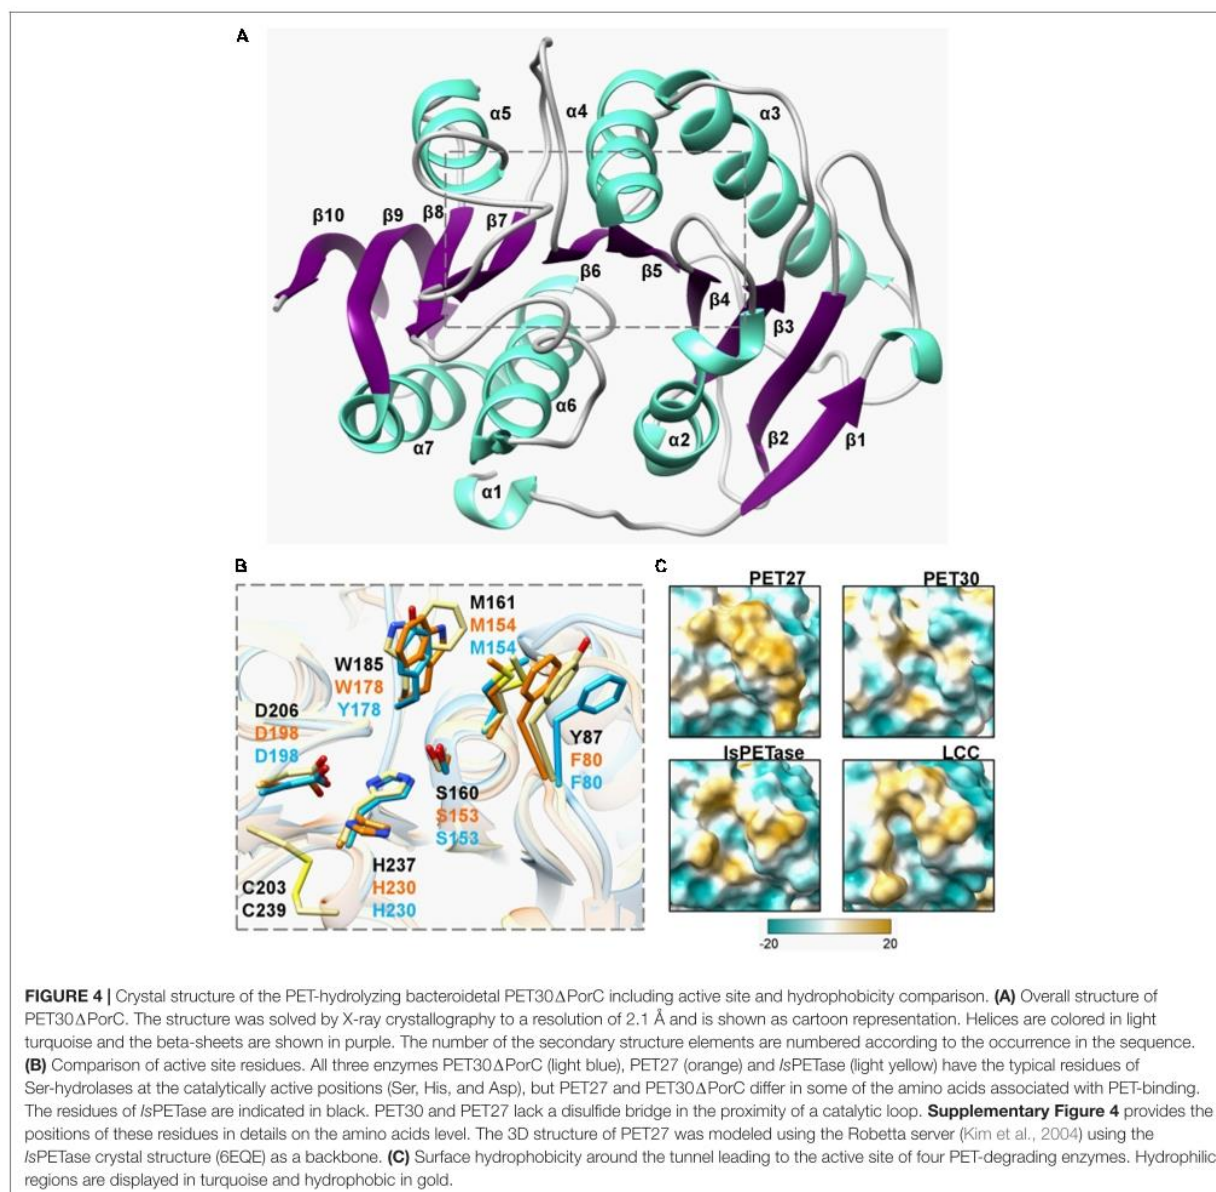 A
α5
α4
α3
β10
β9
β8
β7
β6
β5
β4
β3
α6
α7
α2
β2
β1
α1
B
M161
M154
M154
W185
W178
Y178
D206
D198
D198
Y87
F80
F80
S160
S153
S153
H237
H230
H230
C203
C239
C
PET27
PET30
IsPETase
LCC
-20
20
FIGURE 4 | Crystal structure of the PET-hydrolyzing bacteroidetal PET30ΔPorC including active site and hydrophobicity comparison. (A) Overall structure of
PET30ΔPorC. The structure was solved by X-ray crystallography to a resolution of 2.1 Å and is shown as cartoon representation. Helices are colored in light
turquoise and the beta-sheets are shown in purple. The number of the secondary structure elements are numbered according to the occurrence in the sequence.
(B) Comparison of active site residues. All three enzymes PET30ΔPorC (light blue), PET27 (orange) and IsPETase (light yellow) have the typical residues of
Ser-hydrolases at the catalytically active positions (Ser, His, and Asp), but PET27 and PET30ΔPorC differ in some of the amino acids associated with PET-binding.
The residues of IsPETase are indicated in black. PET30 and PET27 lack a disulfide bridge in the proximity of a catalytic loop. Supplementary Figure 4 provides the
positions of these residues in details on the amino acids level. The 3D structure of PET27 was modeled using the Robetta server (Kim et al., 2004) using the
IsPETase crystal structure (6EQE) as a backbone. (C) Surface hydrophobicity around the tunnel leading to the active site of four PET-degrading enzymes. Hydrophilic
regions are displayed in turquoise and hydrophobic in gold.